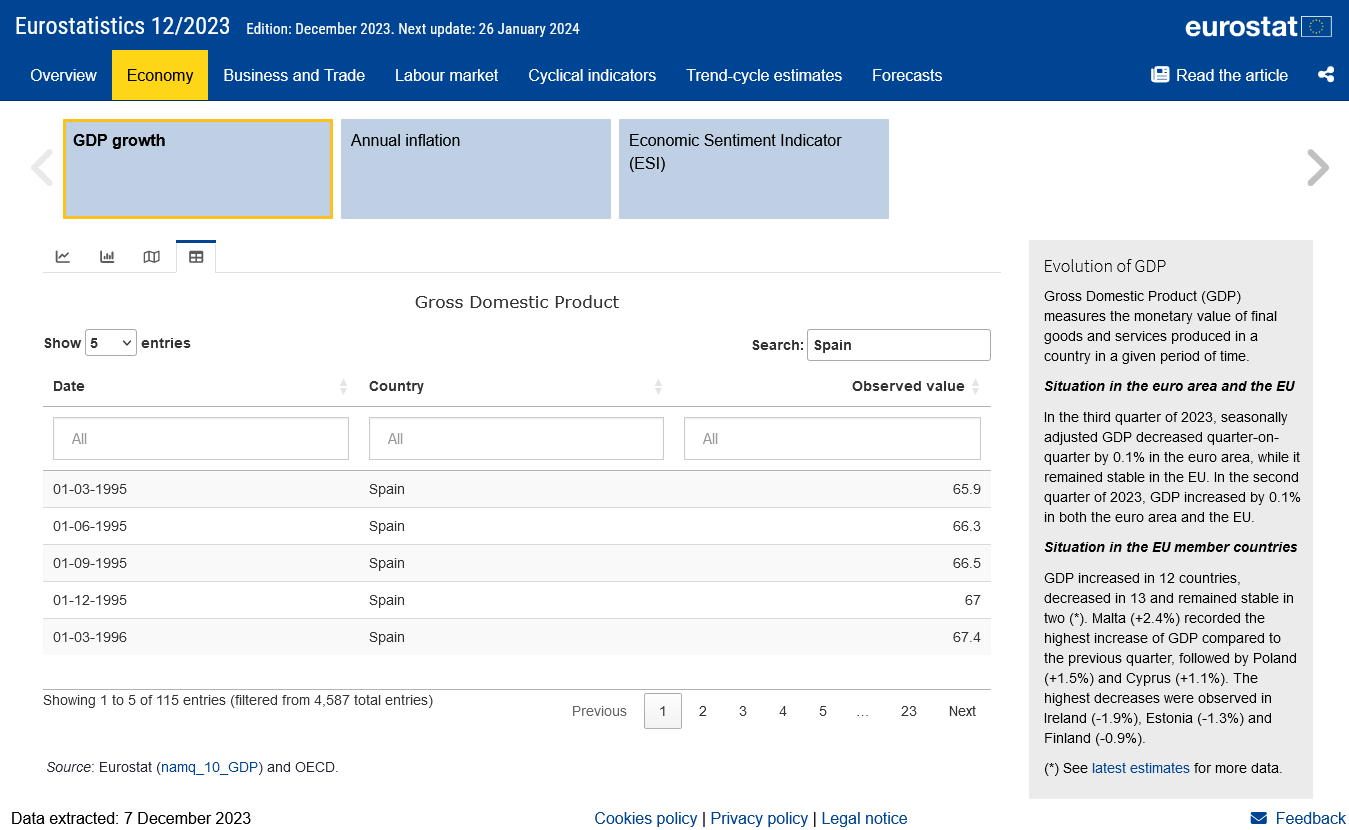 Eurostatistics 12/2023 Edition: December 2023. Next update: 26 January 2024
eurostat
Overview Economy Business and Trade Labour market Cyclical indicators Trend-cycle estimates Forecasts Read the article
GDP growth
Annual inflation
Economic Sentiment Indicator
(ESI)
Gross Domestic Product
Show 5 entries
Search: Spain
Date Country Observed value
All All All
01-03-1995 Spain 65.9
01-06-1995 Spain 66.3
01-09-1995 Spain 66.5
01-12-1995 Spain 67
01-03-1996 Spain 67.4
Showing 1 to 5 of 115 entries (filtered from 4,587 total entries)
Previous 1 2 3 4 5 … 23 Next
Source: Eurostat (namq_10_GDP) and OECD.
Evolution of GDP
Gross Domestic Product (GDP)
measures the monetary value of final
goods and services produced in a
country in a given period of time.
Situation in the euro area and the EU
In the third quarter of 2023, seasonally
adjusted GDP decreased quarter-on-
quarter by 0.1% in the euro area, while it
remained stable in the EU. In the second
quarter of 2023, GDP increased by 0.1%
in both the euro area and the EU.
Situation in the EU member countries
GDP increased in 12 countries,
decreased in 13 and remained stable in
two (*). Malta (+2.4%) recorded the
highest increase of GDP compared to
the previous quarter, followed by Poland
(+1.5%) and Cyprus (+1.1%). The
highest decreases were observed in
Ireland (-1.9%), Estonia (-1.3%) and
Finland (-0.9%).
(*) See latest estimates for more data.
Data extracted: 7 December 2023
Cookies policy | Privacy policy | Legal notice
Feedback